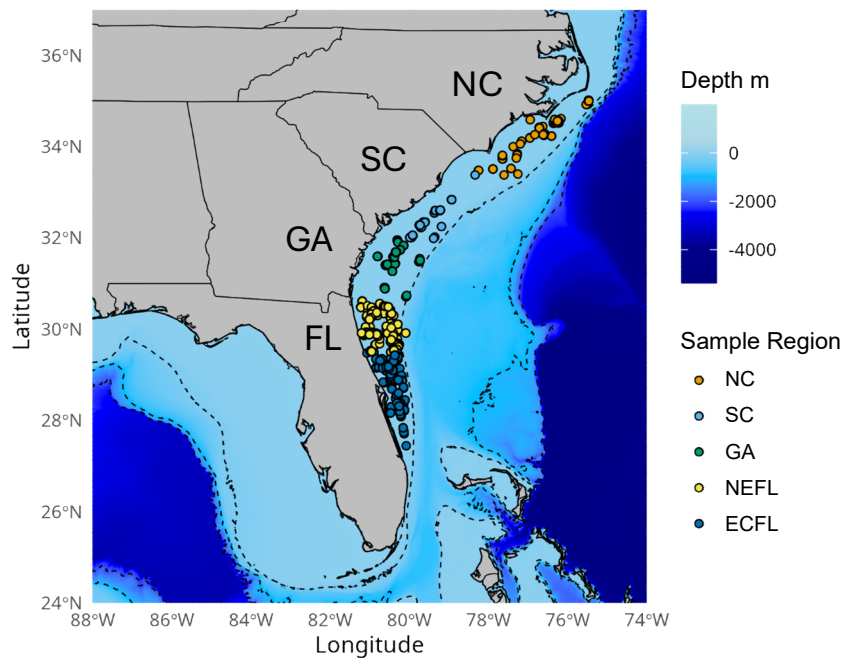 36°N
34°N
32°N
30°N
28°N
26°N
24°N
Latitude
88°W 86°W 84°W 82°W 80°W 78°W 76°W 74°W
Longitude
NC
SC
GA
FL
Depth m
0
-2000
-4000
Sample Region
NC
SC
GA
NEFL
ECFL